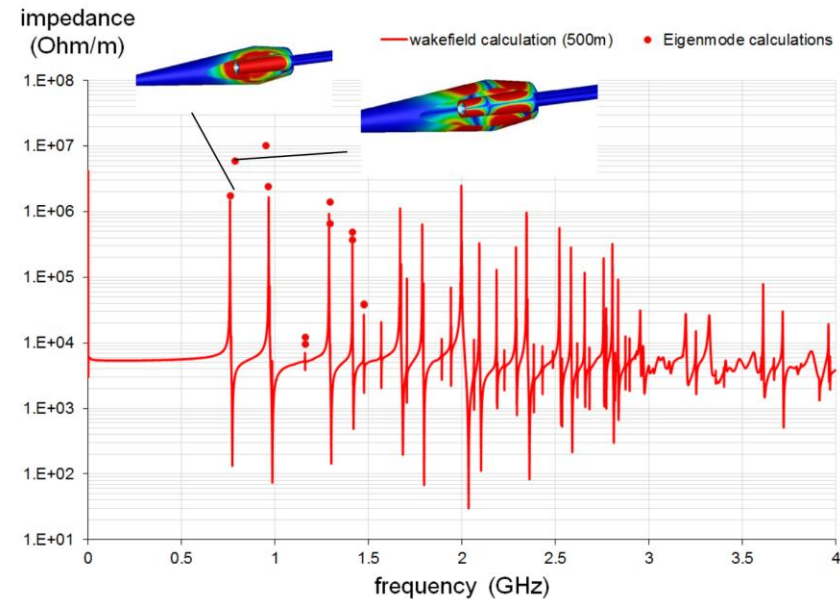 impedance
(Ohm/m)
wakefield calculation (500m)
Eigenmode calculations
1.E+08
1.E+07
1.E+06
1.E+05
1.E+04
1.E+03
1.E+02
1.E+01
0 0.5 1 1.5 2 2.5 3 3.5 4
frequency (GHz)